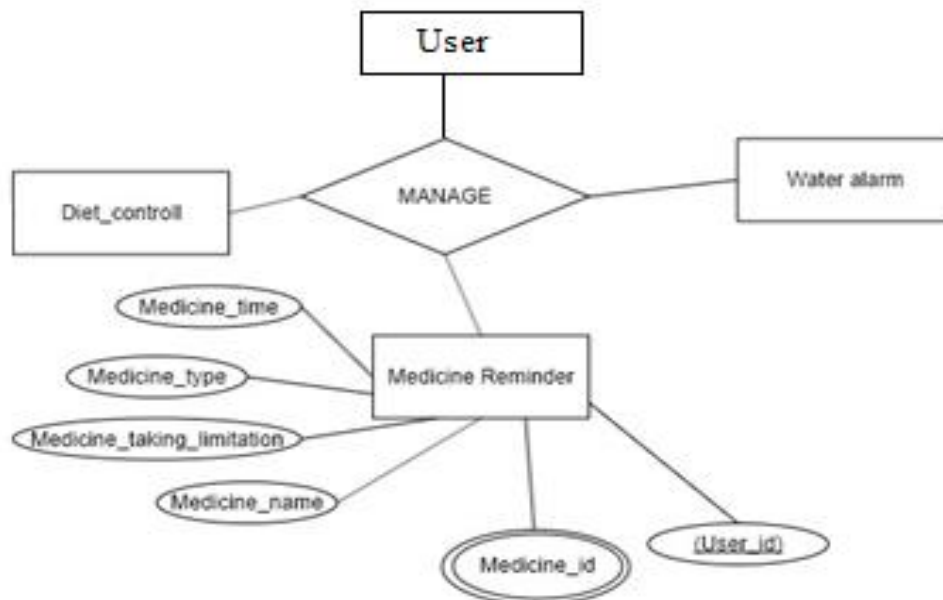 User
MANAGE
Water alarm
Diet_controll
Medicine_time
Medicine Reminder
Medicine_type
Medicine_taking_limitation
Medicine_name
Medicine_id
(User_id)